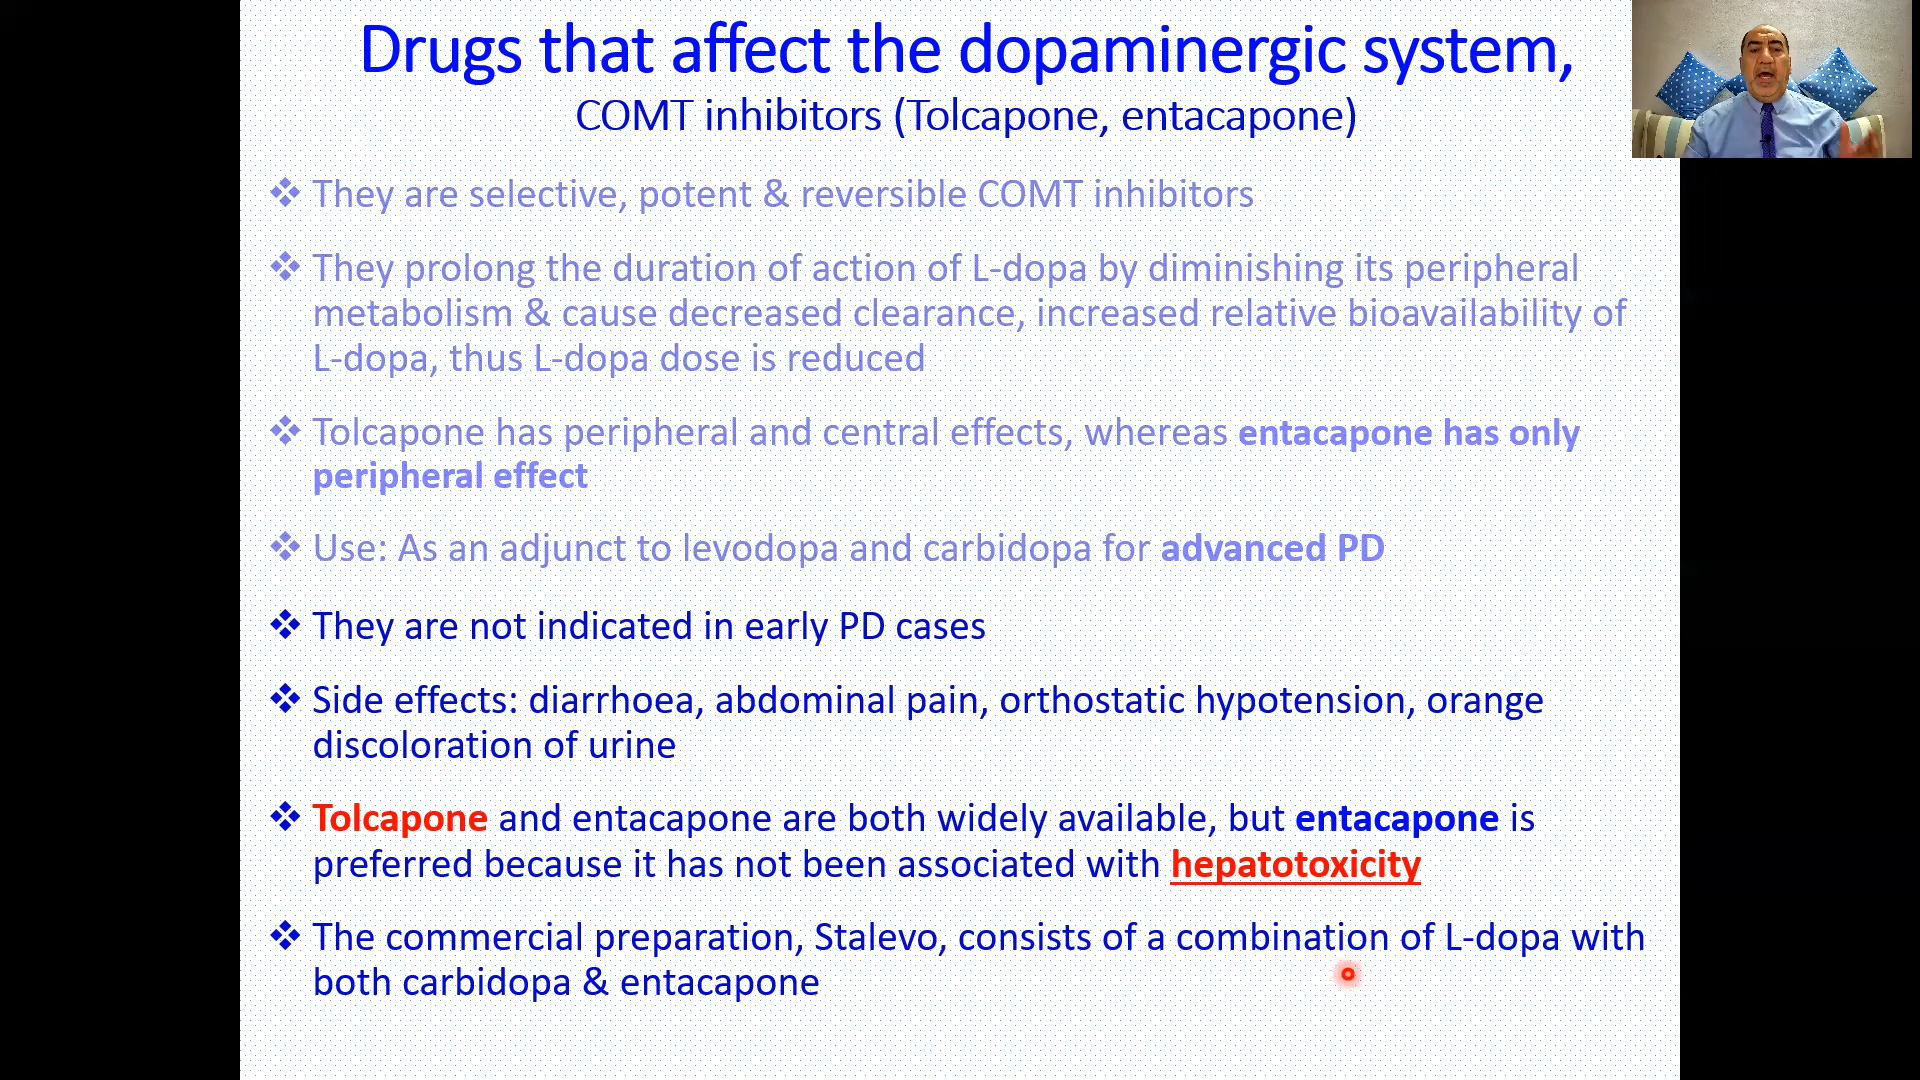 Drugs that affect the dopaminergic system,
COMT inhibitors (Tolcapone, entacapone)
❖ They are selective, potent & reversible COMT inhibitors
❖ They prolong the duration of action of L-dopa by diminishing its peripheral
metabolism & cause decreased clearance, increased relative bioavailability of
L-dopa, thus L-dopa dose is reduced
❖ Tolcapone has peripheral and central effects, whereas entacapone has only
peripheral effect
❖ Use: As an adjunct to levodopa and carbidopa for advanced PD
❖ They are not indicated in early PD cases
❖ Side effects: diarrhoea, abdominal pain, orthostatic hypotension, orange
discoloration of urine
❖ Tolcapone and entacapone are both widely available, but entacapone is
preferred because it has not been associated with hepatotoxicity
❖ The commercial preparation, Stalevo, consists of a combination of L-dopa with
both carbidopa & entacapone